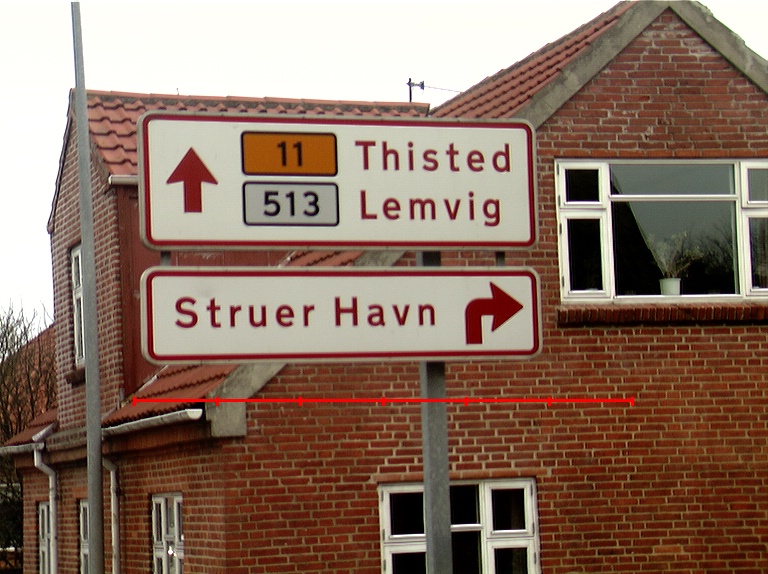 11 Thisted
513 Lemvig
Struer Havn